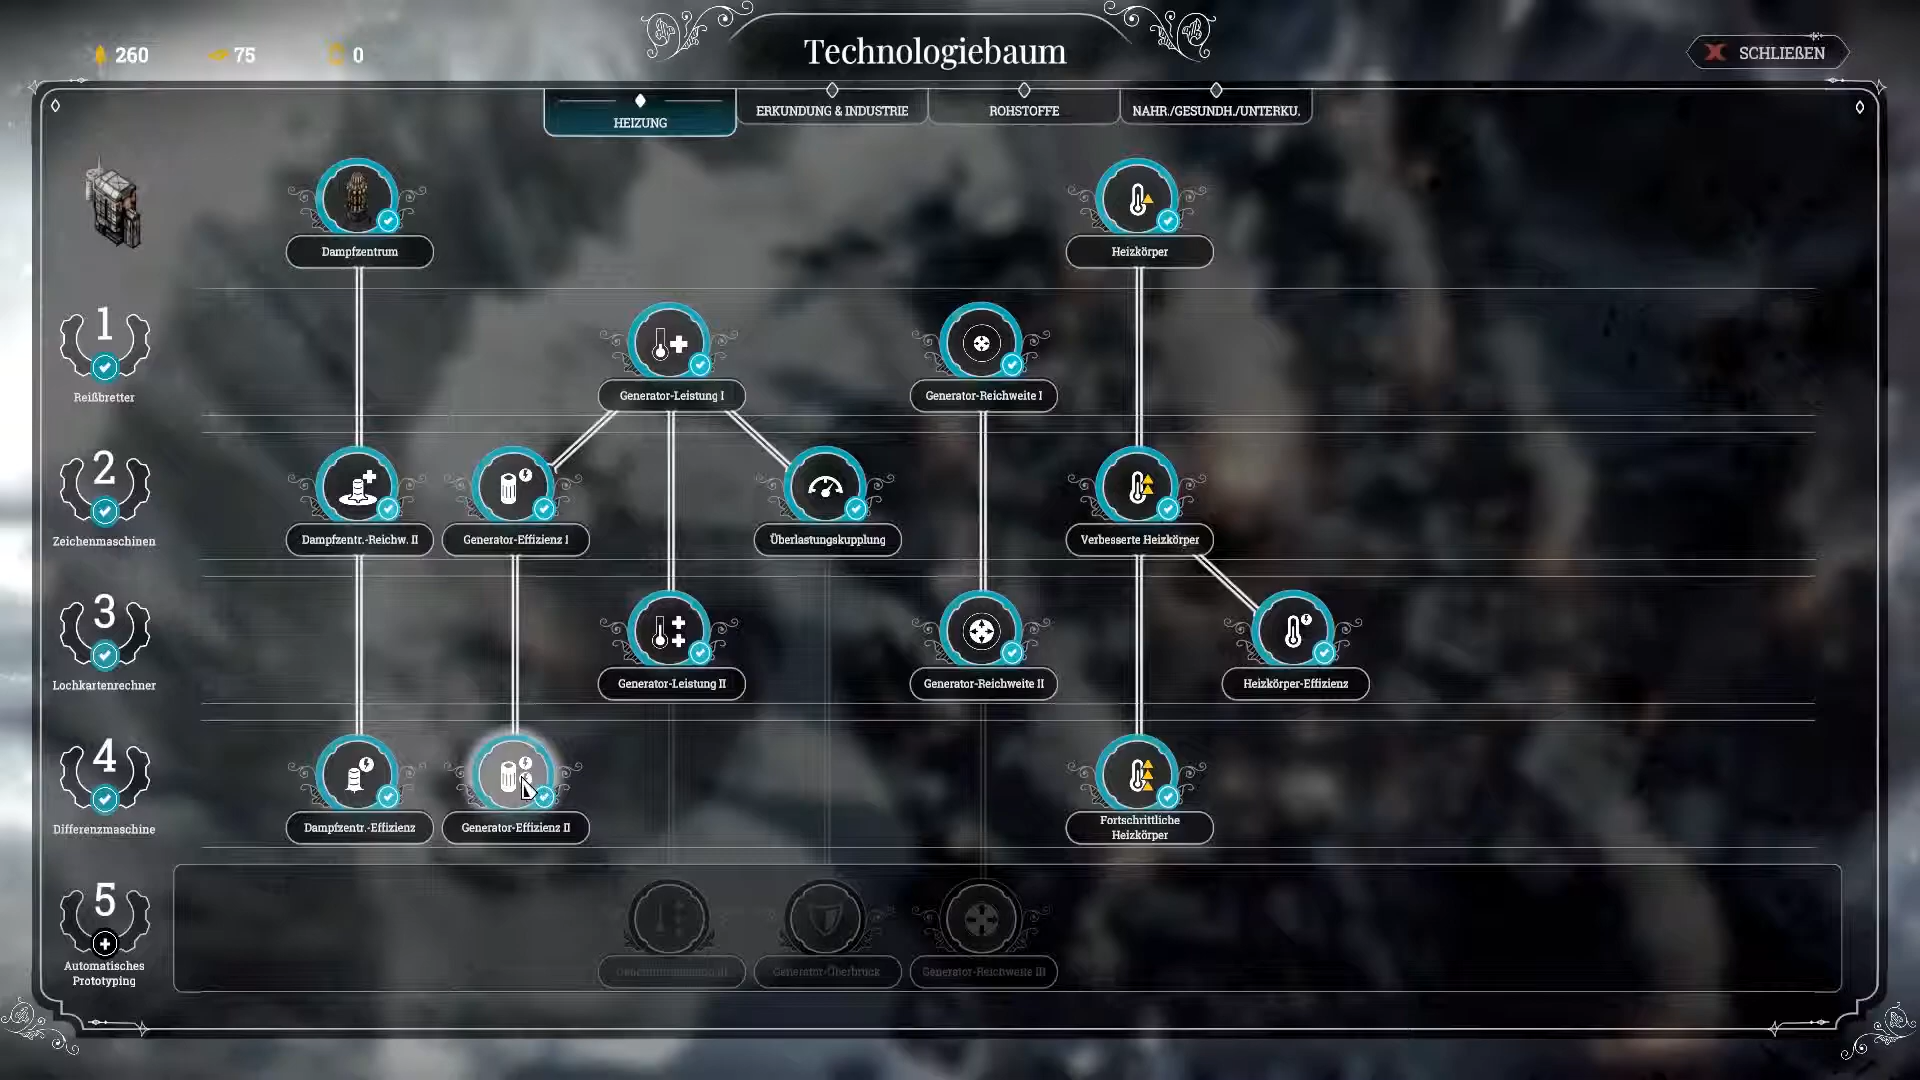 260
75
0
Technologiebaum
SCHLIEẞEN
HEIZUNG
ERKUNDUNG & INDUSTRIE
ROHSTOFFE
NAHR./GESUNDH./UNTERKU.
Dampfzentrum
Heizkörper
1
Reißbretter
Generator-Leistung I
Generator-Reichweite I
2
Zeichenmaschinen
Dampfzentr.-Reichw. II
Generator-Effizienz I
Überlastungskupplung
Verbesserte Heizkörper
3
Lochkartenrechner
Generator-Leistung II
Generator-Reichweite II
Heizkörper-Effizienz
4
Differenzmaschine
Dampfzentr.-Effizienz
Generator-Effizienz II
Fortschrittliche
Heizkörper
5
Automatisches
Prototyping
Generator-Überdruck
Generator-Reichweite III